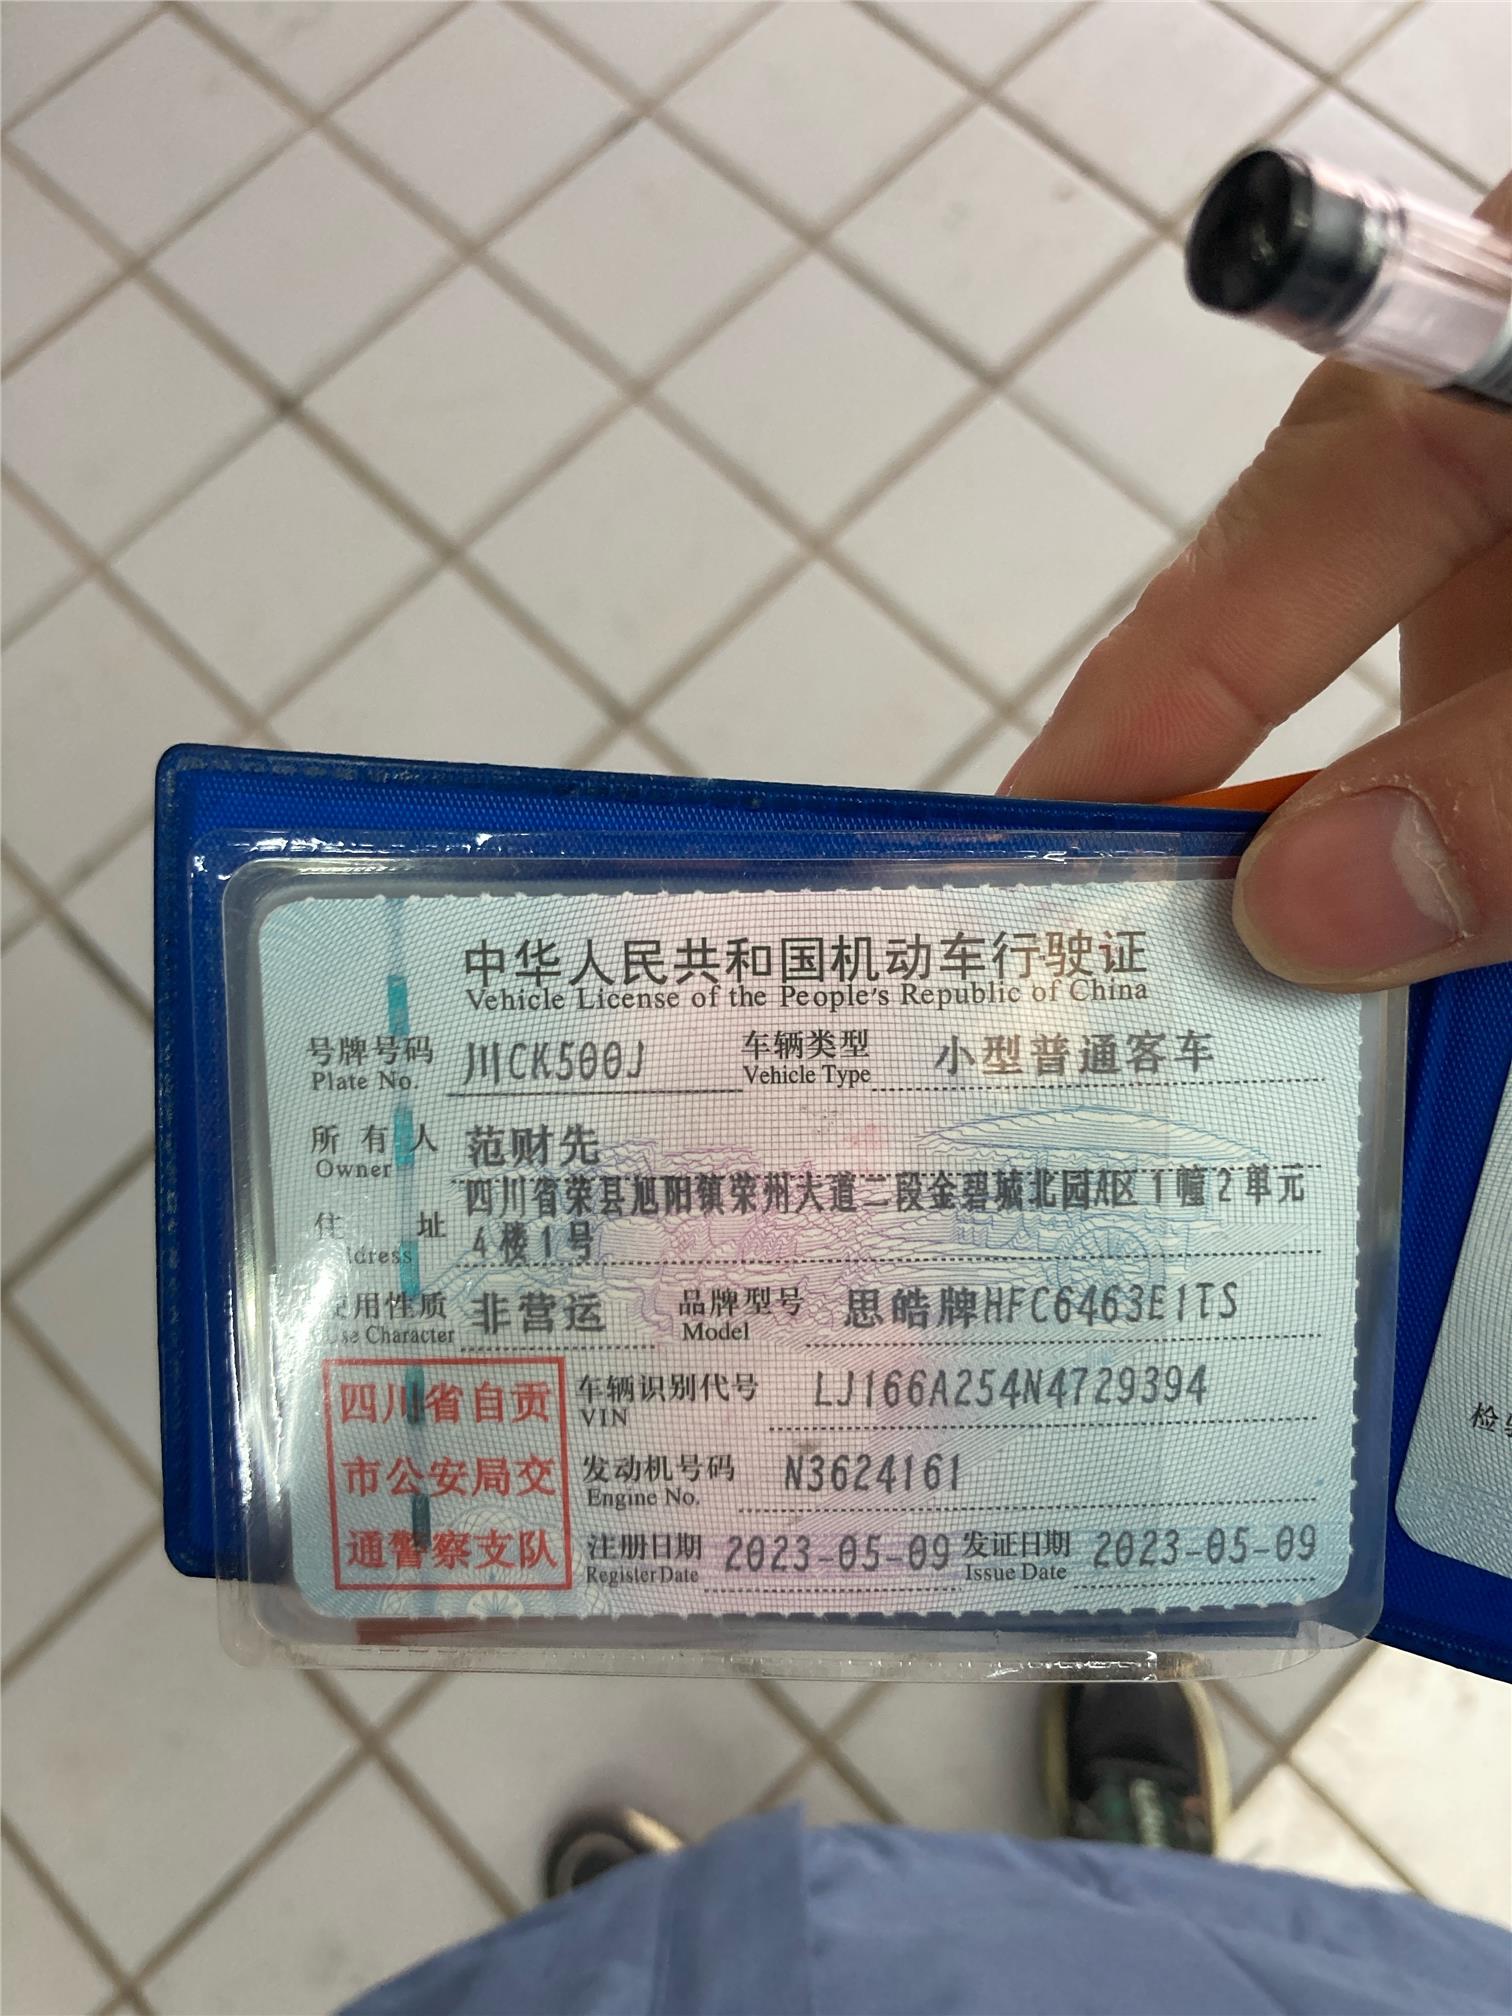 中华人民共和国机动车行驶证
Vehicle License of the People's Republic of China
号牌号码 川CK500J 车辆类型 小型普通客车
Plate No. Vehicle Type
所有人 范财先
Owner
四川省荣县旭阳镇荣州大道二段金碧城北园A区1幢2单元
住址 4楼1号
Address
使用性质 非营运 品牌型号 思皓牌HFC6463E1TS
Use Character Model
四川省自贡
市公安局交
通警察支队
车辆识别代号 LJ166A254N4729394
VIN
发动机号码 N3624161
Engine No.
注册日期 2023-05-09 发证日期 2023-05-09
Register Date Issue Date
检